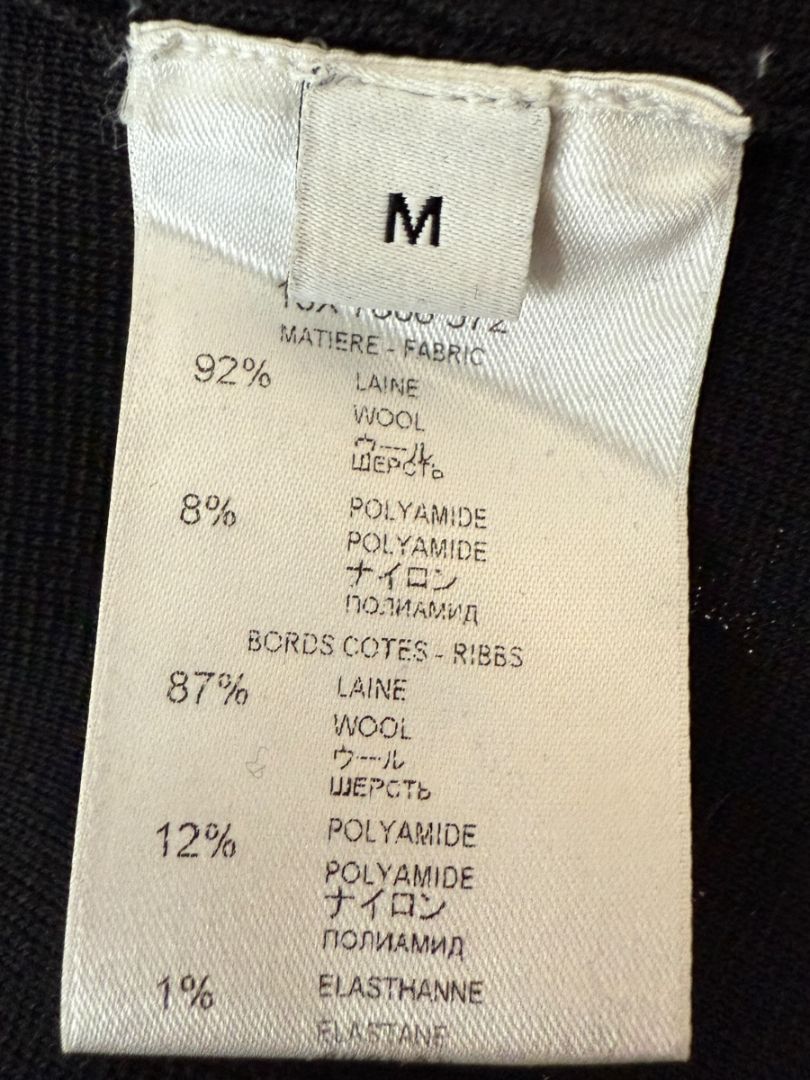 M
MATIERE - FABRIC
92% LAINE
WOOL
ウール
ШЕРСТЬ
8% POLYAMIDE
POLYAMIDE
ナイロン
ПОЛИАМИД
BORDS COTES - RIBBS
87% LAINE
WOOL
ウール
ШЕРСТЬ
12% POLYAMIDE
POLYAMIDE
ナイロン
ПОЛИАМИД
1% ELASTHANNE
ELASTANE